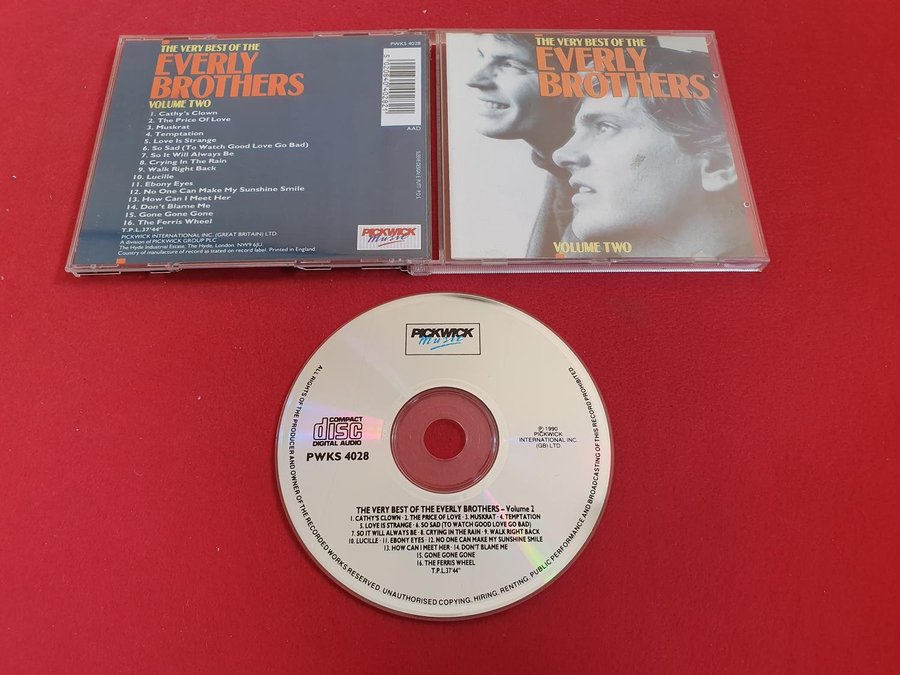 THE VERY BEST OF THE
EVERLY
BROTHERS
VOLUME TWO
PWKS 4028
AAD
1. Cathy's Clown
2. The Price Of Love
3. Muskrat
4. Temptation
5. Love Is Strange
6. So Sad (To Watch Good Love Go Bad)
7. So It Will Always Be
8. Crying In The Rain
9. Walk Right Back
10. Lucille
11. Ebony Eyes
12. No One Can Make My Sunshine Smile
13. How Can I Meet Her
14. Don't Blame Me
15. Gone Gone Gone
16. The Ferris Wheel
T.P.L.37'44"
PICKWICK INTERNATIONAL INC. (GREAT BRITAIN) LTD.
A division of PICKWICK GROUP PLC
The Hyde Industrial Estate, The Hyde, London. NW9 6JU
Country of manufacture of record as stated on record label. Printed in England.
PICKWICK
Music
THE VERY BEST OF THE
EVERLY
BROTHERS
VOLUME TWO
PICKWICK
Music
COMPACT
disc
DIGITAL AUDIO
PWKS 4028
Ⓟ 1990
PICKWICK
INTERNATIONAL INC.
(GB) LTD.
THE VERY BEST OF THE EVERLY BROTHERS – Volume 2
1. CATHY'S CLOWN · 2. THE PRICE OF LOVE · 3. MUSKRAT · 4. TEMPTATION
5. LOVE IS STRANGE · 6. SO SAD (TO WATCH GOOD LOVE GO BAD)
7. SO IT WILL ALWAYS BE · 8. CRYING IN THE RAIN · 9. WALK RIGHT BACK
10. LUCILLE · 11. EBONY EYES · 12. NO ONE CAN MAKE MY SUNSHINE SMILE
13. HOW CAN I MEET HER · 14. DON'T BLAME ME
15. GONE GONE GONE
16. THE FERRIS WHEEL
T.P.L.37'44"
ALL RIGHTS OF THE PRODUCER AND OWNER OF THE RECORDED WORKS RESERVED. UNAUTHORISED COPYING, HIRING, RENTING, PUBLIC PERFORMANCE AND BROADCASTING OF THIS RECORD PROHIBITED.